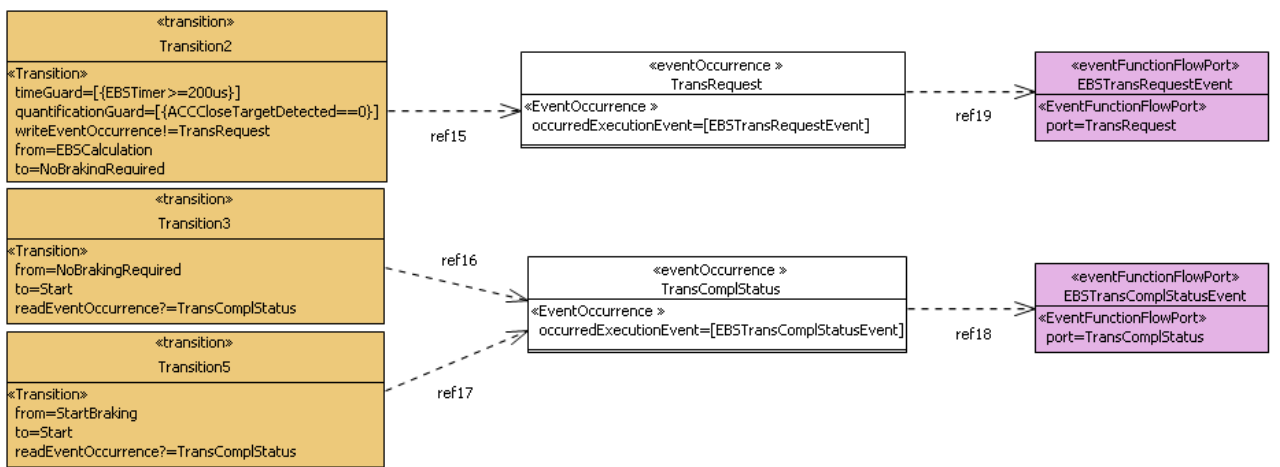 «transition»
Transition2
«Transition»
timeGuard=[{EBSTimer>=200us}]
quantificationGuard=[{ACCCloseTargetDetected==0}]
writeEventOccurrence!=TransRequest
from=EBSCalculation
to=NoBrakingRequired
ref15
«eventOccurrence »
TransRequest
«EventOccurrence »
occurredExecutionEvent=[EBSTransRequestEvent]
ref19
«eventFunctionFlowPort»
EBSTransRequestEvent
«EventFunctionFlowPort»
port=TransRequest
«transition»
Transition3
«Transition»
from=NoBrakingRequired
to=Start
readEventOccurrence?=TransComplStatus
ref16
«eventOccurrence »
TransComplStatus
«EventOccurrence »
occurredExecutionEvent=[EBSTransComplStatusEvent]
ref18
«eventFunctionFlowPort»
EBSTransComplStatusEvent
«EventFunctionFlowPort»
port=TransComplStatus
«transition»
Transition5
«Transition»
from=StartBraking
to=Start
readEventOccurrence?=TransComplStatus
ref17